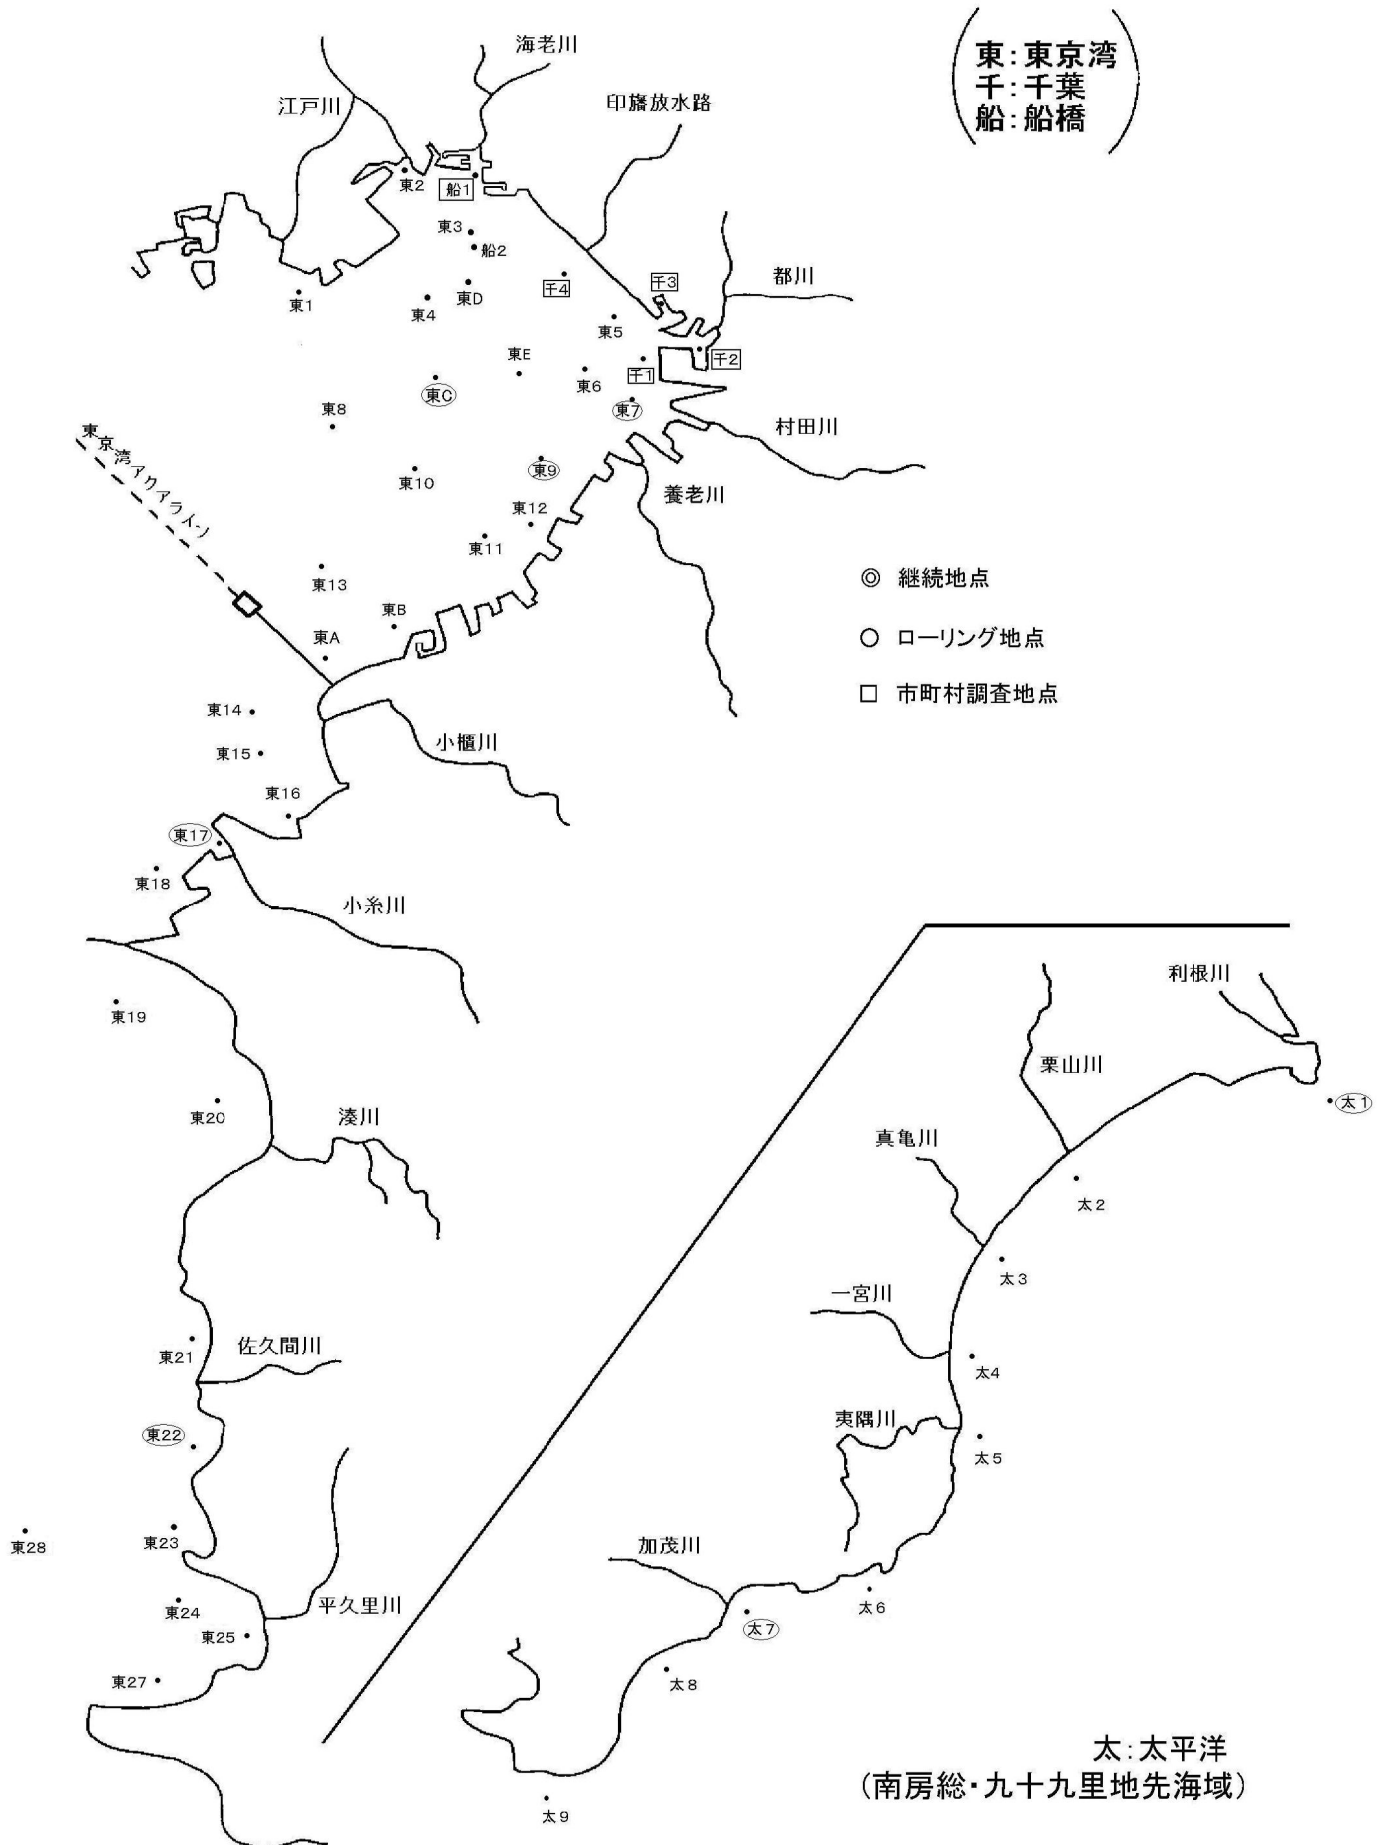 東:東京湾
千:千葉
船:船橋
海老川
江戸川
印旛放水路
東2
船1
東3
船2
都川
東D
千4
千3
東1
東4
東5
千2
東E
千1
東6
東C
東7
東8
村田川
東京湾アクアライン
東9
東10
養老川
東12
東11
東13
◎ 継続地点
東B
○ ローリング地点
東A
□ 市町村調査地点
東14
小櫃川
東15
東16
東17
東18
小糸川
利根川
東19
栗山川
太1
東20
湊川
真亀川
太2
太3
一宮川
東21
佐久間川
太4
夷隅川
東22
太5
東28
東23
加茂川
東24
平久里川
太6
東25
太7
東27
太8
太:太平洋
(南房総・九十九里地先海域)
太9